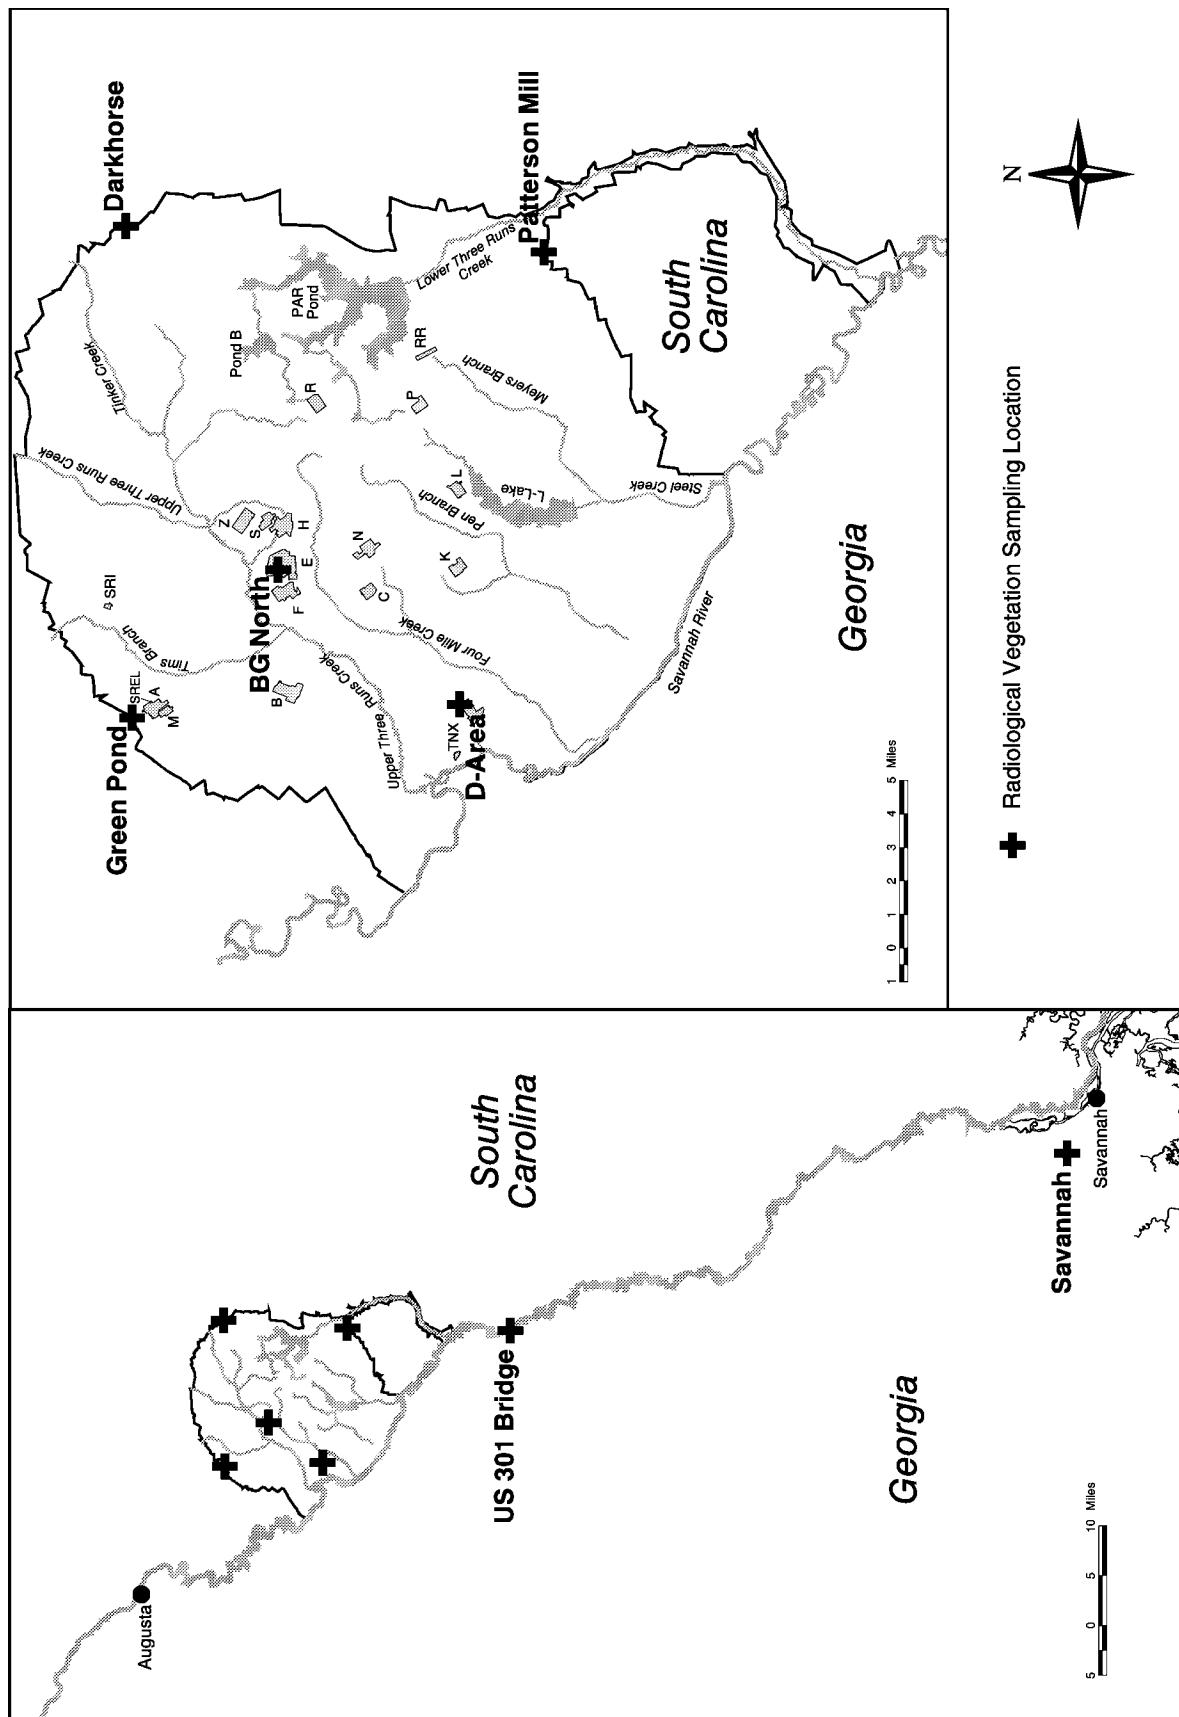 Augusta
US 301 Bridge
Savannah
Savannah
South
Carolina
Georgia
5 0 5 10 Miles
Green Pond
SREL
A
M
SRI
Tims Branch
Upper Three Runs Creek
Tinker Creek
Darkhorse
BG North
B
F
E
H
S
Z
Pond B
PAR
Pond
R
P
RR
Lower Three Runs
Creek
Patterson Mill
Meyers Branch
Upper Three
Runs Creek
Four Mile Creek
C
N
K
L
Pen Branch
L-Lake
Steel Creek
TNX
D-Area
Savannah River
South
Carolina
Georgia
1 0 1 2 3 4 5 Miles
Radiological Vegetation Sampling Location
N